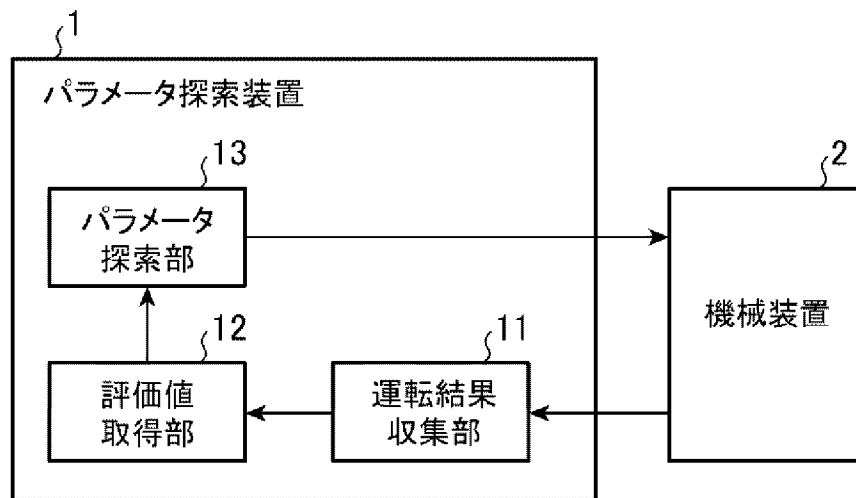 1
パラメータ探索装置
13
パラメータ
探索部
2
機械装置
12
評価値
取得部
11
運転結果
収集部